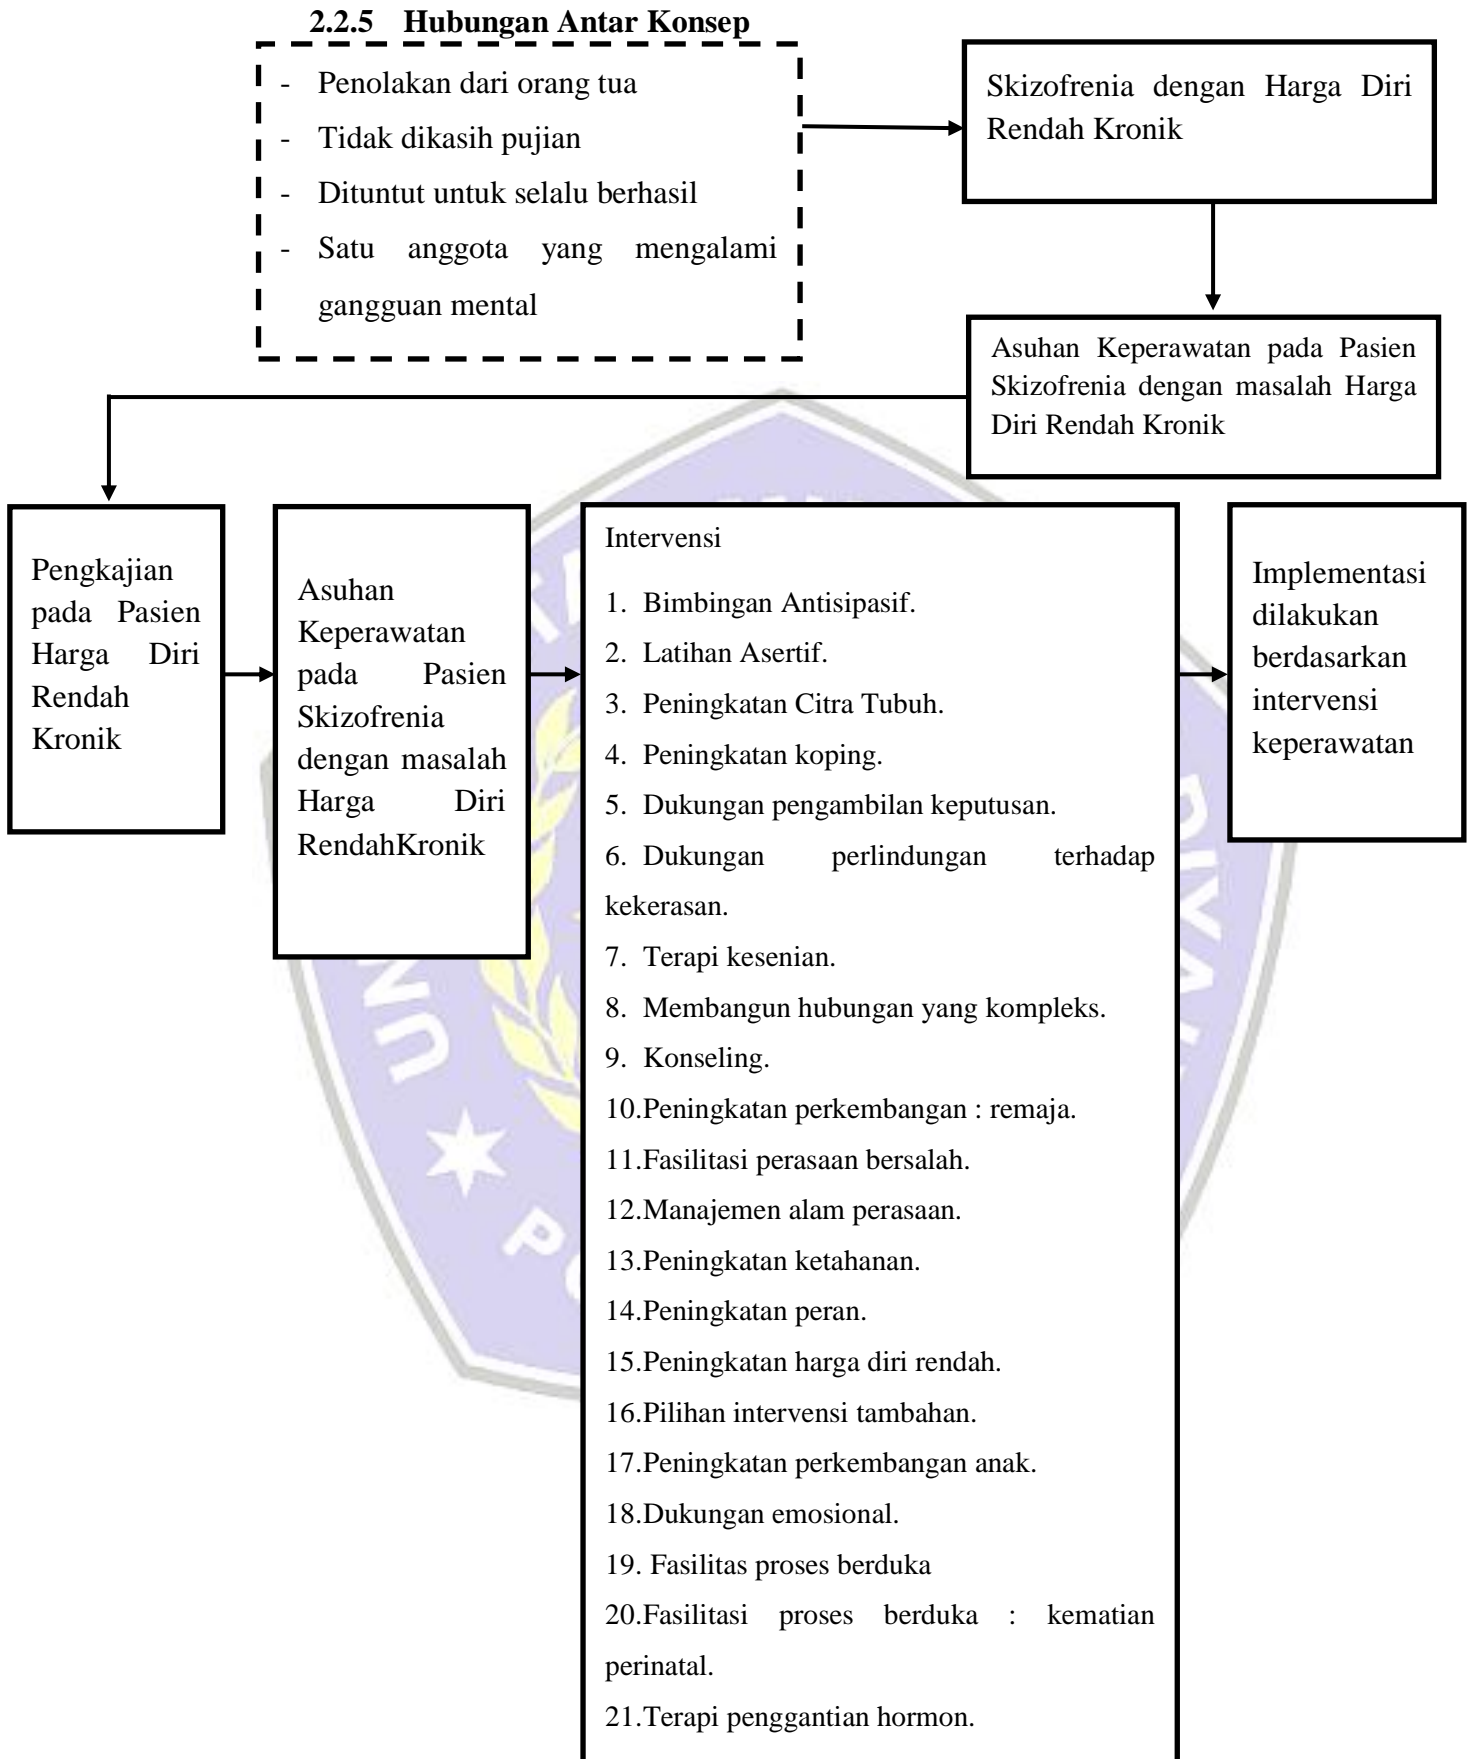 2.2.5 Hubungan Antar Konsep
- Penolakan dari orang tua
- Tidak dikasih pujian
- Dituntut untuk selalu berhasil
- Satu anggota yang mengalami
gangguan mental
Skizofrenia dengan Harga Diri
Rendah Kronik
Asuhan Keperawatan pada Pasien
Skizofrenia dengan masalah Harga
Diri Rendah Kronik
Pengkajian
pada Pasien
Harga Diri
Rendah
Kronik
Asuhan
Keperawatan
pada Pasien
Skizofrenia
dengan masalah
Harga Diri
RendahKronik
Intervensi
1. Bimbingan Antisipasif.
2. Latihan Asertif.
3. Peningkatan Citra Tubuh.
4. Peningkatan koping.
5. Dukungan pengambilan keputusan.
6. Dukungan perlindungan terhadap
kekerasan.
7. Terapi kesenian.
8. Membangun hubungan yang kompleks.
9. Konseling.
10.Peningkatan perkembangan : remaja.
11.Fasilitasi perasaan bersalah.
12.Manajemen alam perasaan.
13.Peningkatan ketahanan.
14.Peningkatan peran.
15.Peningkatan harga diri rendah.
16.Pilihan intervensi tambahan.
17.Peningkatan perkembangan anak.
18.Dukungan emosional.
19. Fasilitas proses berduka
20.Fasilitasi proses berduka : kematian
perinatal.
21.Terapi penggantian hormon.
Implementasi
dilakukan
berdasarkan
intervensi
keperawatan